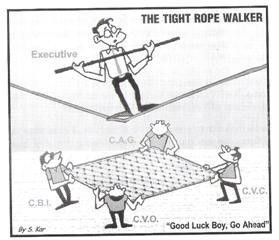 THE TIGHT ROPE WALKER
Executive
C.A.G.
C.B.I.
C.V.C.
C.V.O.
By S. Kar
"Good Luck Boy, Go Ahead"